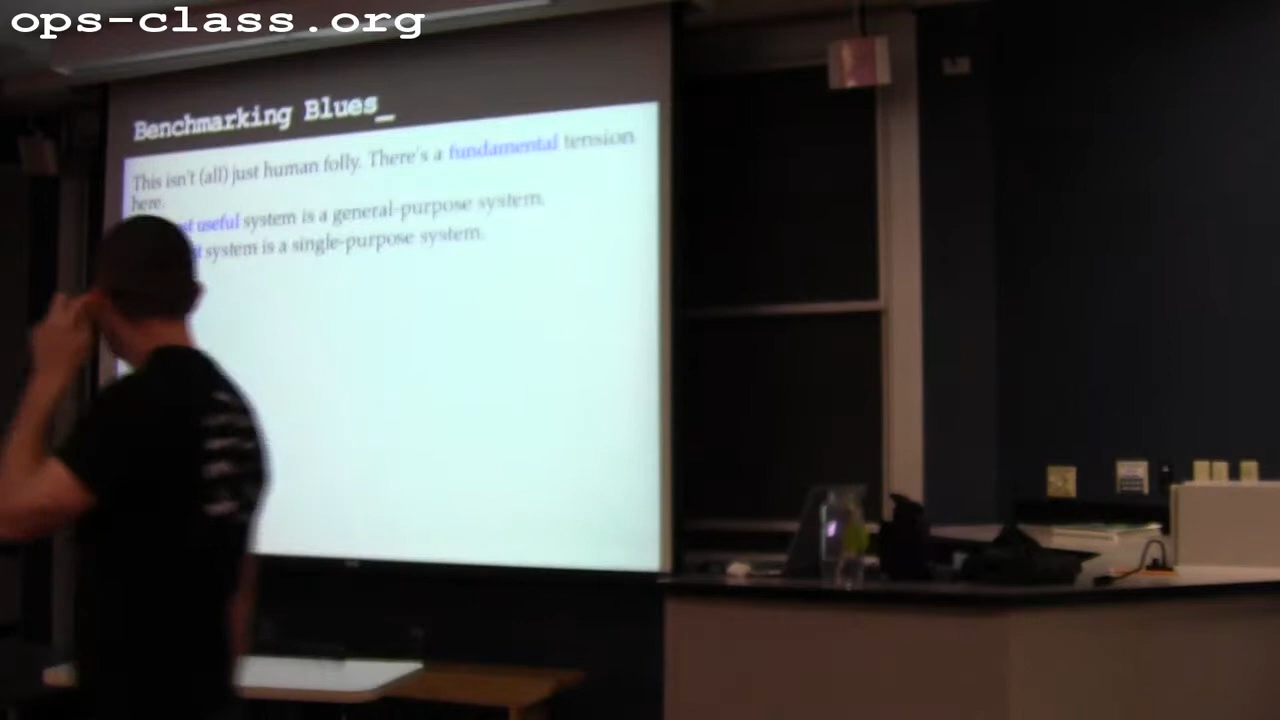 ops-class.org
Benchmarking Blues_
This isn't (all) just human folly. There's a fundamental tension
here.
useful system is a general-purpose system.
system is a single-purpose system.